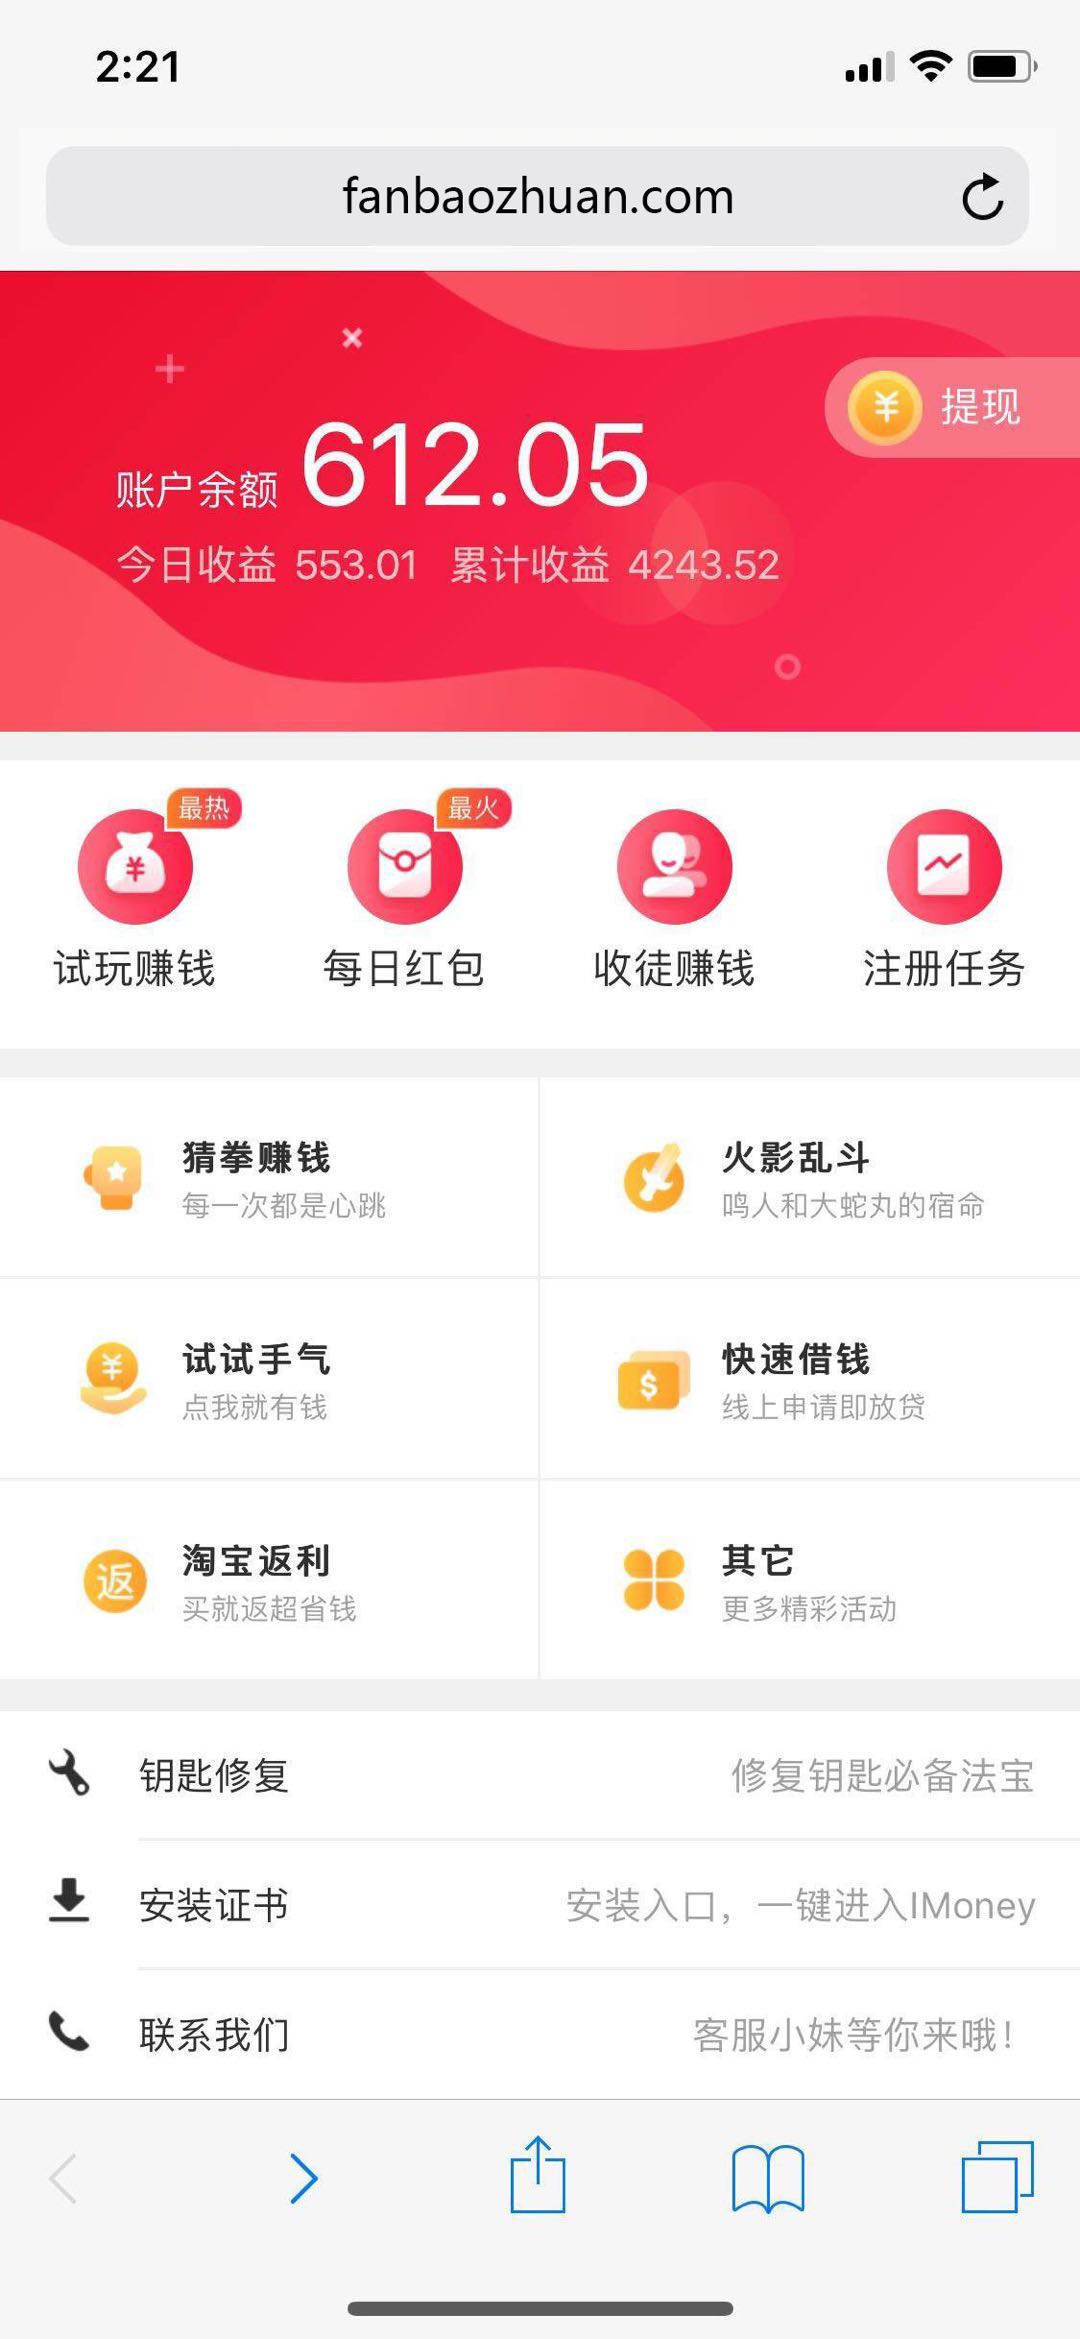 2:21
fanbaozhuan.com
¥ 提现
账户余额 612.05
今日收益 553.01 累计收益 4243.52
最热 最火
¥
试玩赚钱 每日红包 收徒赚钱 注册任务
猜拳赚钱
每一次都是心跳
火影乱斗
鸣人和大蛇丸的宿命
¥
试试手气
点我就有钱
$
快速借钱
线上申请即放贷
返
淘宝返利
买就返超省钱
其它
更多精彩活动
钥匙修复 修复钥匙必备法宝
安装证书 安装入口，一键进入IMoney
联系我们 客服小妹等你来哦！